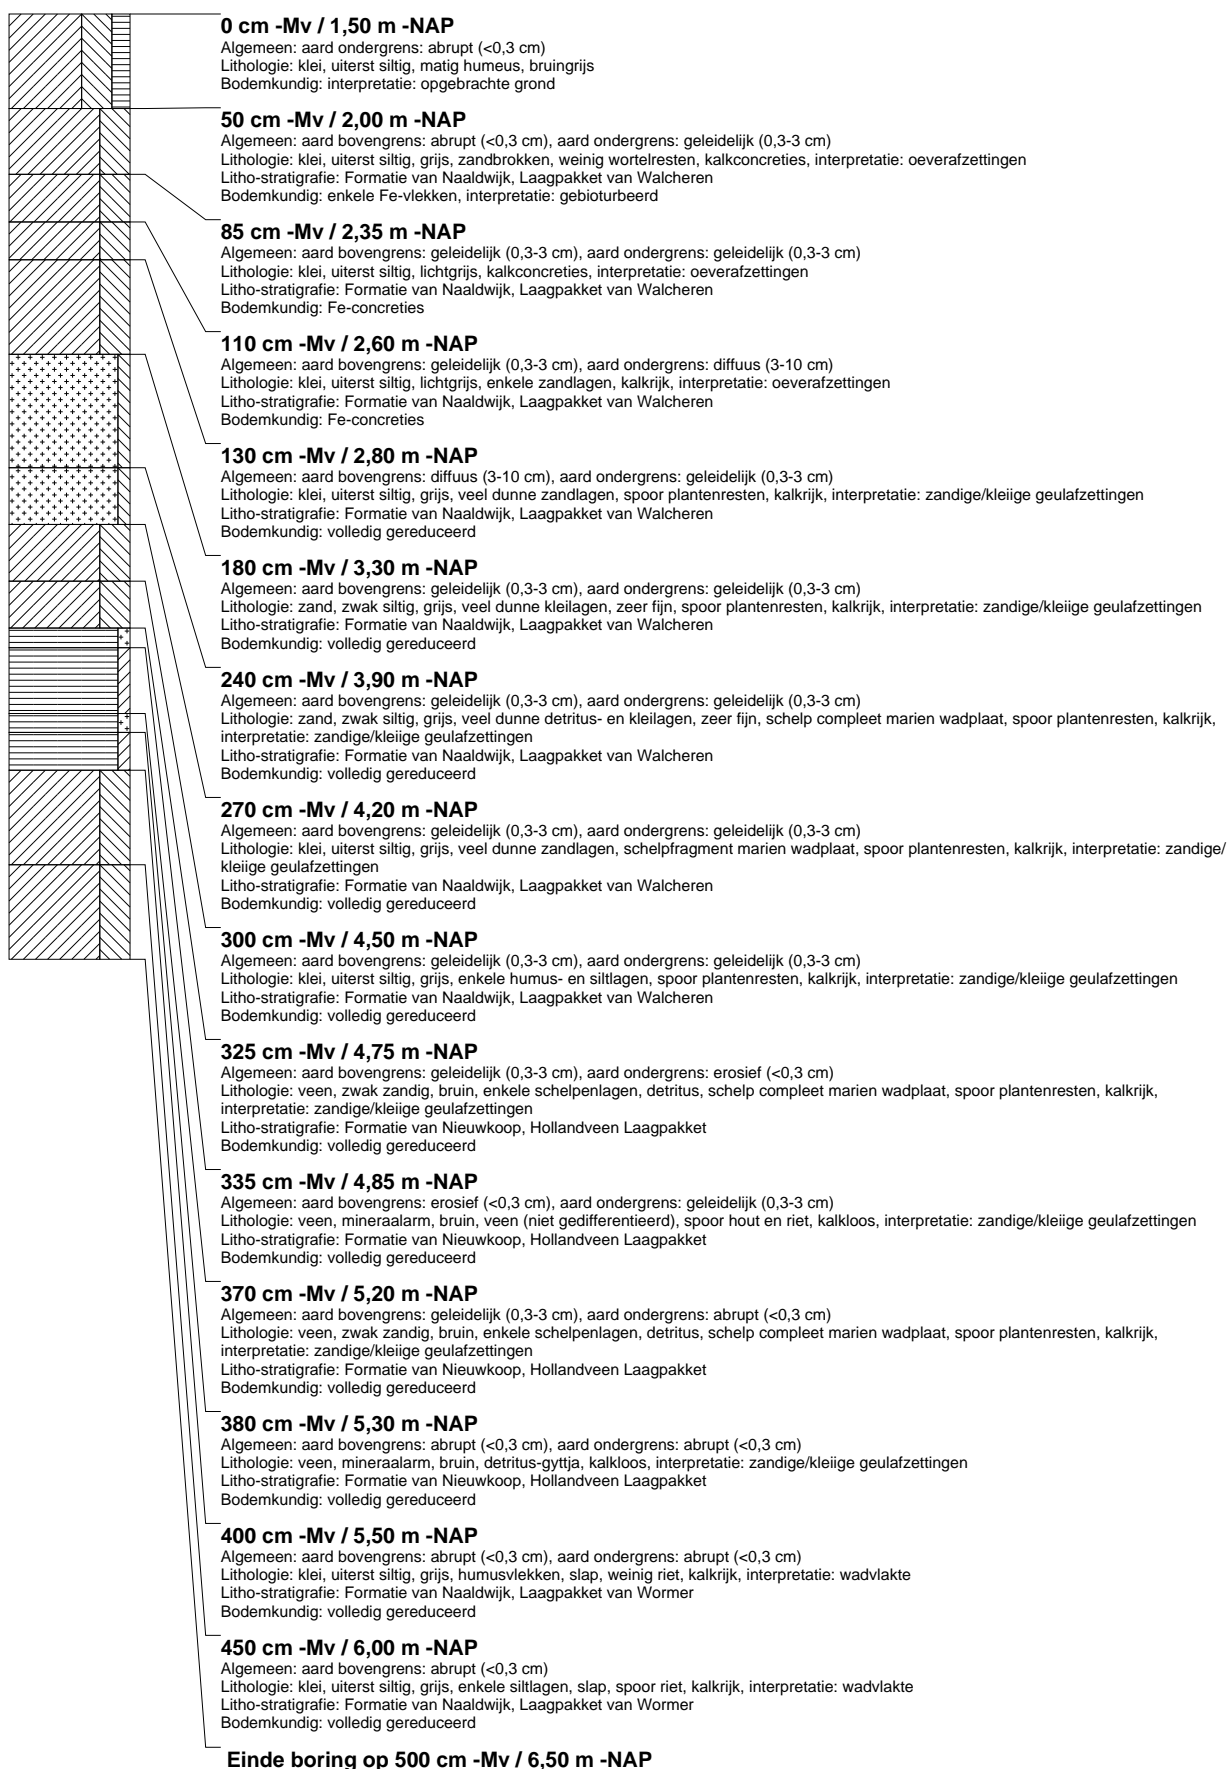 0 cm -Mv / 1,50 m -NAP
Algemeen: aard ondergrens: abrupt (<0,3 cm)
Lithologie: klei, uiterst siltig, matig humeus, bruingrijs
Bodemkundig: interpretatie: opgebrachte grond
50 cm -Mv / 2,00 m -NAP
Algemeen: aard bovengrens: abrupt (<0,3 cm), aard ondergrens: geleidelijk (0,3-3 cm)
Lithologie: klei, uiterst siltig, grijs, zandbrokken, weinig wortelresten, kalkconcreties, interpretatie: oeverafzettingen
Litho-stratigrafie: Formatie van Naaldwijk, Laagpakket van Walcheren
Bodemkundig: enkele Fe-vlekken, interpretatie: gebioturbeerd
85 cm -Mv / 2,35 m -NAP
Algemeen: aard bovengrens: geleidelijk (0,3-3 cm), aard ondergrens: geleidelijk (0,3-3 cm)
Lithologie: klei, uiterst siltig, lichtgrijs, kalkconcreties, interpretatie: oeverafzettingen
Litho-stratigrafie: Formatie van Naaldwijk, Laagpakket van Walcheren
Bodemkundig: Fe-concreties
110 cm -Mv / 2,60 m -NAP
Algemeen: aard bovengrens: geleidelijk (0,3-3 cm), aard ondergrens: diffuus (3-10 cm)
Lithologie: klei, uiterst siltig, lichtgrijs, enkele zandlagen, kalkrijk, interpretatie: oeverafzettingen
Litho-stratigrafie: Formatie van Naaldwijk, Laagpakket van Walcheren
Bodemkundig: Fe-concreties
130 cm -Mv / 2,80 m -NAP
Algemeen: aard bovengrens: diffuus (3-10 cm), aard ondergrens: geleidelijk (0,3-3 cm)
Lithologie: klei, uiterst siltig, grijs, veel dunne zandlagen, spoor plantenresten, kalkrijk, interpretatie: zandige/kleiige geulafzettingen
Litho-stratigrafie: Formatie van Naaldwijk, Laagpakket van Walcheren
Bodemkundig: volledig gereduceerd
180 cm -Mv / 3,30 m -NAP
Algemeen: aard bovengrens: geleidelijk (0,3-3 cm), aard ondergrens: geleidelijk (0,3-3 cm)
Lithologie: zand, zwak siltig, grijs, veel dunne kleilagen, zeer fijn, spoor plantenresten, kalkrijk, interpretatie: zandige/kleiige geulafzettingen
Litho-stratigrafie: Formatie van Naaldwijk, Laagpakket van Walcheren
Bodemkundig: volledig gereduceerd
240 cm -Mv / 3,90 m -NAP
Algemeen: aard bovengrens: geleidelijk (0,3-3 cm), aard ondergrens: geleidelijk (0,3-3 cm)
Lithologie: zand, zwak siltig, grijs, veel dunne detritus- en kleilagen, zeer fijn, schelp compleet marien wadplaat, spoor plantenresten, kalkrijk,
interpretatie: zandige/kleiige geulafzettingen
Litho-stratigrafie: Formatie van Naaldwijk, Laagpakket van Walcheren
Bodemkundig: volledig gereduceerd
270 cm -Mv / 4,20 m -NAP
Algemeen: aard bovengrens: geleidelijk (0,3-3 cm), aard ondergrens: geleidelijk (0,3-3 cm)
Lithologie: klei, uiterst siltig, grijs, veel dunne zandlagen, schelpfragment marien wadplaat, spoor plantenresten, kalkrijk, interpretatie: zandige/
kleiige geulafzettingen
Litho-stratigrafie: Formatie van Naaldwijk, Laagpakket van Walcheren
Bodemkundig: volledig gereduceerd
300 cm -Mv / 4,50 m -NAP
Algemeen: aard bovengrens: geleidelijk (0,3-3 cm), aard ondergrens: geleidelijk (0,3-3 cm)
Lithologie: klei, uiterst siltig, grijs, enkele humus- en siltlagen, spoor plantenresten, kalkrijk, interpretatie: zandige/kleiige geulafzettingen
Litho-stratigrafie: Formatie van Naaldwijk, Laagpakket van Walcheren
Bodemkundig: volledig gereduceerd
325 cm -Mv / 4,75 m -NAP
Algemeen: aard bovengrens: geleidelijk (0,3-3 cm), aard ondergrens: erosief (<0,3 cm)
Lithologie: veen, zwak zandig, bruin, enkele schelpenlagen, detritus, schelp compleet marien wadplaat, spoor plantenresten, kalkrijk,
interpretatie: zandige/kleiige geulafzettingen
Litho-stratigrafie: Formatie van Nieuwkoop, Hollandveen Laagpakket
Bodemkundig: volledig gereduceerd
335 cm -Mv / 4,85 m -NAP
Algemeen: aard bovengrens: erosief (<0,3 cm), aard ondergrens: geleidelijk (0,3-3 cm)
Lithologie: veen, mineraalarm, bruin, veen (niet gedifferentieerd), spoor hout en riet, kalkloos, interpretatie: zandige/kleiige geulafzettingen
Litho-stratigrafie: Formatie van Nieuwkoop, Hollandveen Laagpakket
Bodemkundig: volledig gereduceerd
370 cm -Mv / 5,20 m -NAP
Algemeen: aard bovengrens: geleidelijk (0,3-3 cm), aard ondergrens: abrupt (<0,3 cm)
Lithologie: veen, zwak zandig, bruin, enkele schelpenlagen, detritus, schelp compleet marien wadplaat, spoor plantenresten, kalkrijk,
interpretatie: zandige/kleiige geulafzettingen
Litho-stratigrafie: Formatie van Nieuwkoop, Hollandveen Laagpakket
Bodemkundig: volledig gereduceerd
380 cm -Mv / 5,30 m -NAP
Algemeen: aard bovengrens: abrupt (<0,3 cm), aard ondergrens: abrupt (<0,3 cm)
Lithologie: veen, mineraalarm, bruin, detritus-gyttja, kalkloos, interpretatie: zandige/kleiige geulafzettingen
Litho-stratigrafie: Formatie van Nieuwkoop, Hollandveen Laagpakket
Bodemkundig: volledig gereduceerd
400 cm -Mv / 5,50 m -NAP
Algemeen: aard bovengrens: abrupt (<0,3 cm), aard ondergrens: abrupt (<0,3 cm)
Lithologie: klei, uiterst siltig, grijs, humusvlekken, slap, weinig riet, kalkrijk, interpretatie: wadvlakte
Litho-stratigrafie: Formatie van Naaldwijk, Laagpakket van Wormer
Bodemkundig: volledig gereduceerd
450 cm -Mv / 6,00 m -NAP
Algemeen: aard bovengrens: abrupt (<0,3 cm)
Lithologie: klei, uiterst siltig, grijs, enkele siltlagen, slap, spoor riet, kalkrijk, interpretatie: wadvlakte
Litho-stratigrafie: Formatie van Naaldwijk, Laagpakket van Wormer
Bodemkundig: volledig gereduceerd
Einde boring op 500 cm -Mv / 6,50 m -NAP